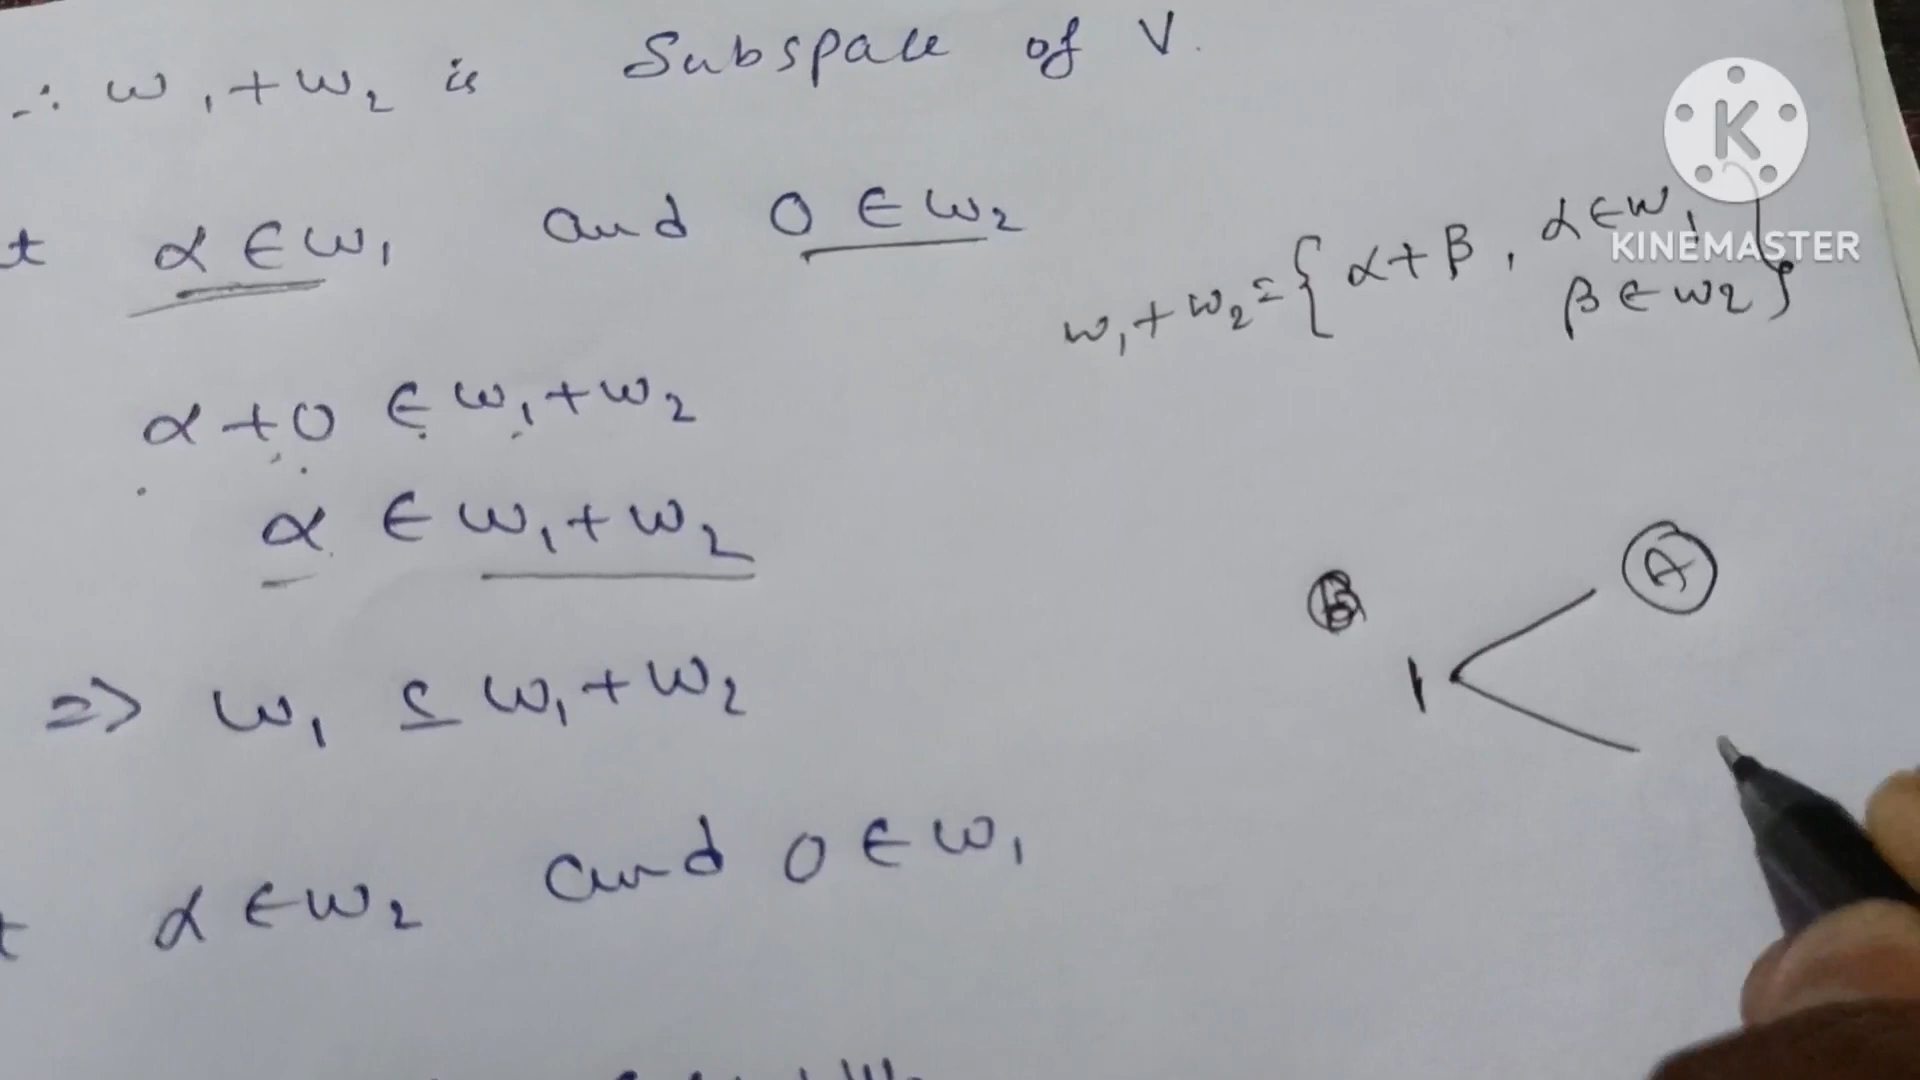 ∴ W₁+W₂ is Subspace of V.
t α∈W₁ and 0∈W₂
W₁+W₂={α+β, α∈W₁
β∈W₂}
α+0 ∈ W₁+W₂
α ∈ W₁+W₂
⇒ W₁ ⊆ W₁+W₂
t α∈W₂ and 0∈W₁
B
A
1
K
KINEMASTER